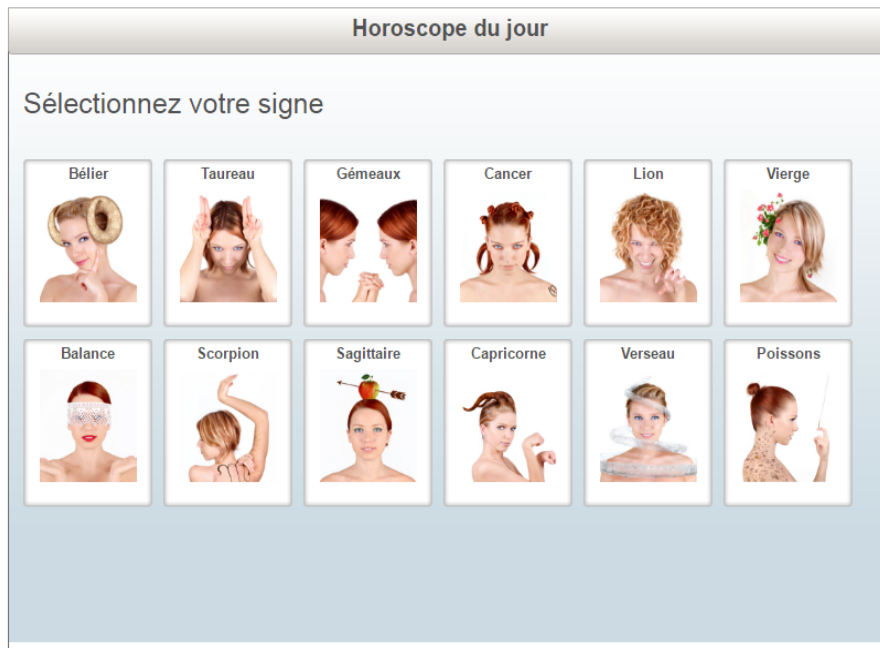 Horoscope du jour
Sélectionnez votre signe
Bélier Taureau Gémeaux Cancer Lion Vierge
Balance Scorpion Sagittaire Capricorne Verseau Poissons